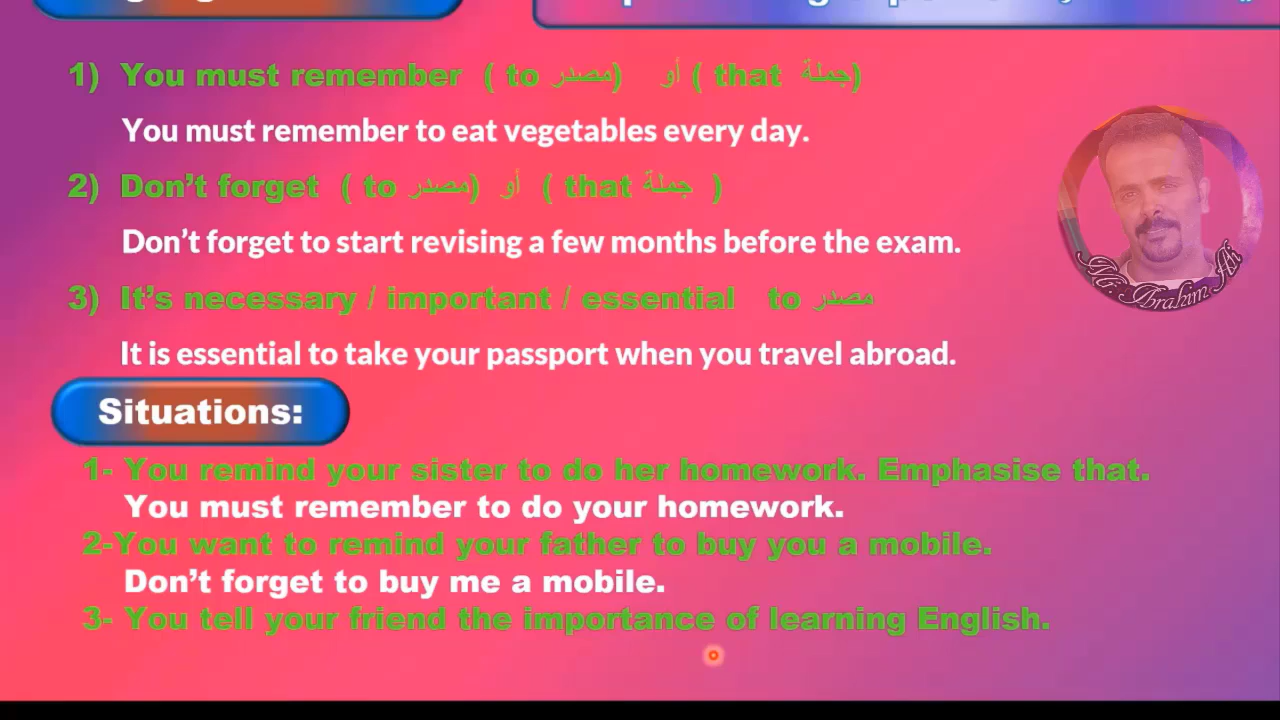 1) You must remember ( to مصدر) أو ( that جملة)
You must remember to eat vegetables every day.
2) Don't forget ( to مصدر) أو ( that جملة )
Don't forget to start revising a few months before the exam.
3) It's necessary / important / essential to مصدر
It is essential to take your passport when you travel abroad.
Mr. Ibrahim Ali
Situations:
1- You remind your sister to do her homework. Emphasise that.
You must remember to do your homework.
2-You want to remind your father to buy you a mobile.
Don't forget to buy me a mobile.
3- You tell your friend the importance of learning English.